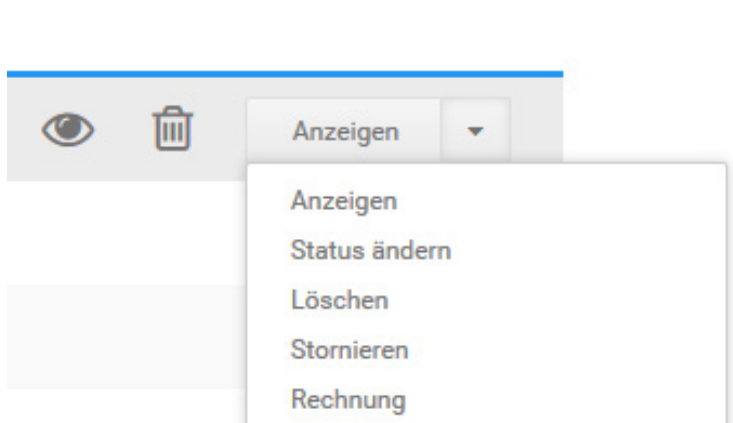 Anzeigen
Anzeigen
Status ändern
Löschen
Stornieren
Rechnung